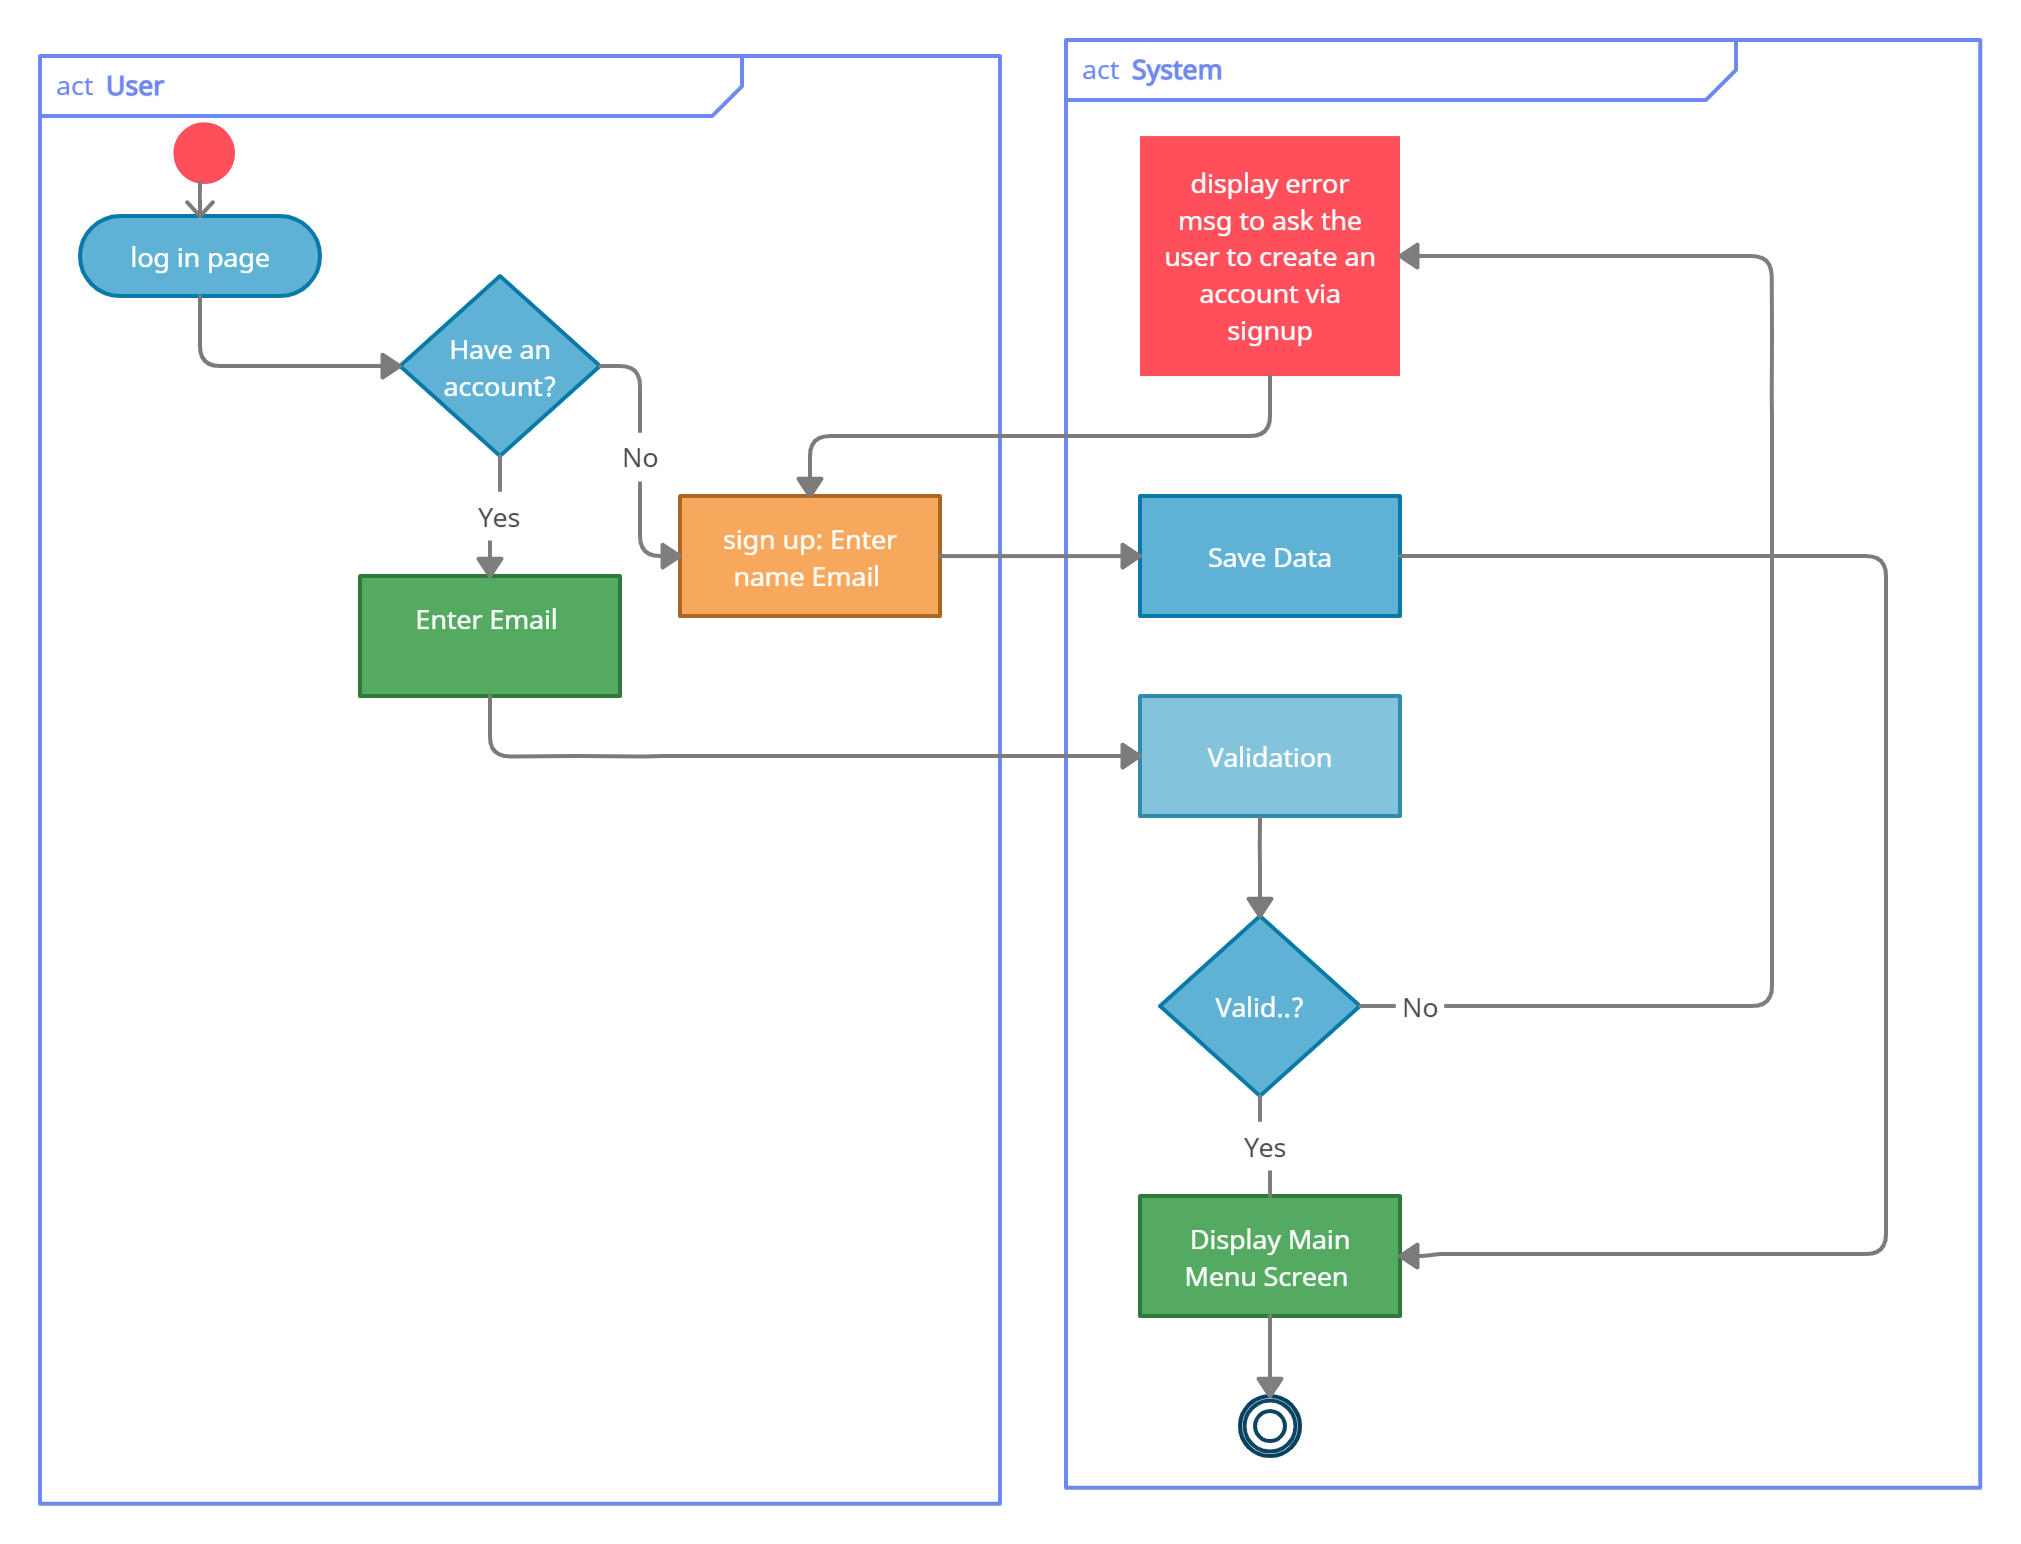 act User
log in page
Have an
account?
No
Yes
Enter Email
sign up: Enter
name Email
act System
display error
msg to ask the
user to create an
account via
signup
Save Data
Validation
Valid..?
No
Yes
Display Main
Menu Screen